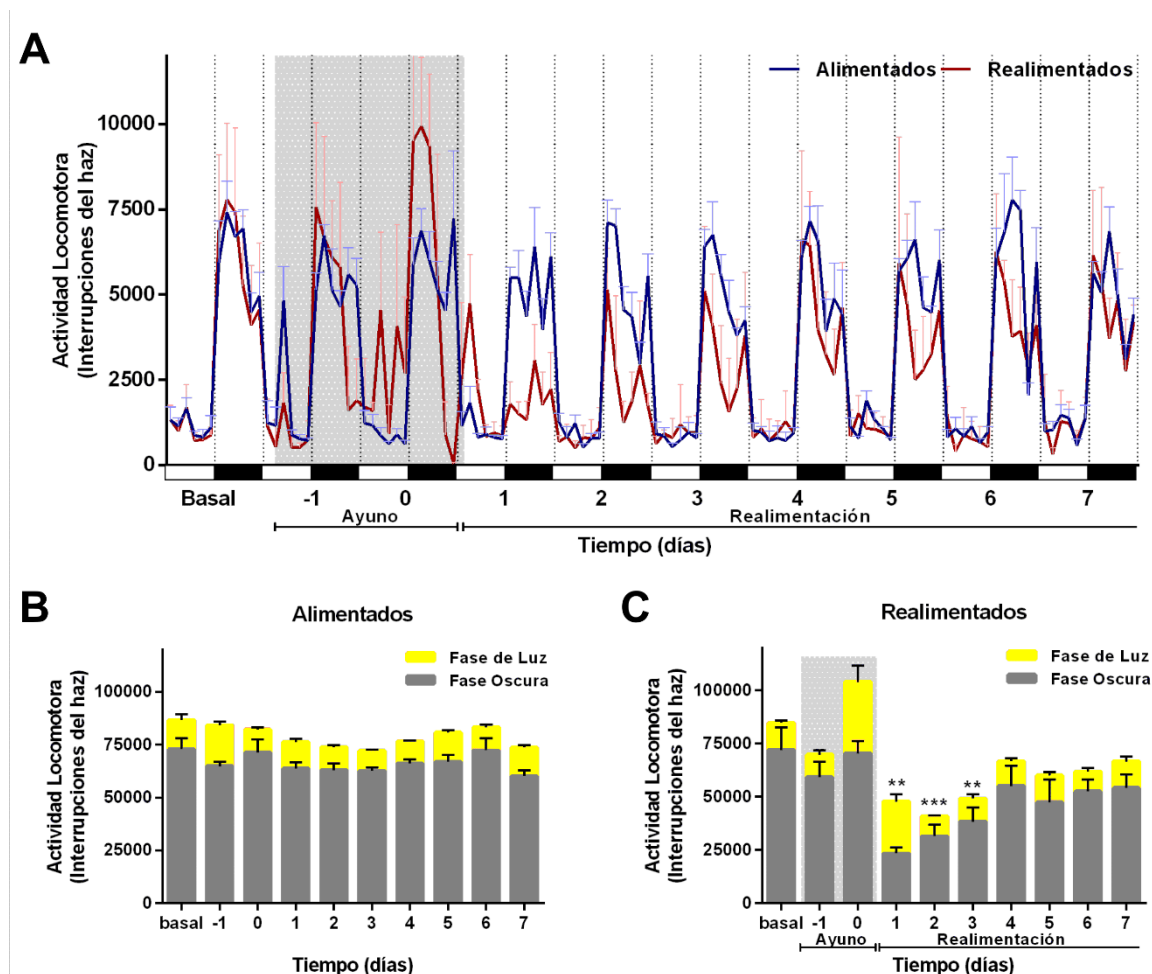 A
Alimentados
Realimentados
Actividad Locomotora
(Interrupciones del haz)
10000
7500
5000
2500
0
Basal -1 0 1 2 3 4 5 6 7
Ayuno Realimentación
Tiempo (días)
B
Alimentados
Fase de Luz
Fase Oscura
Actividad Locomotora
(Interrupciones del haz)
100000
75000
50000
25000
0
basal -1 0 1 2 3 4 5 6 7
Tiempo (días)
C
Realimentados
Fase de Luz
Fase Oscura
Actividad Locomotora
(Interrupciones del haz)
100000
75000
50000
25000
0
** *** **
basal -1 0 1 2 3 4 5 6 7
Ayuno Realimentación
Tiempo (días)